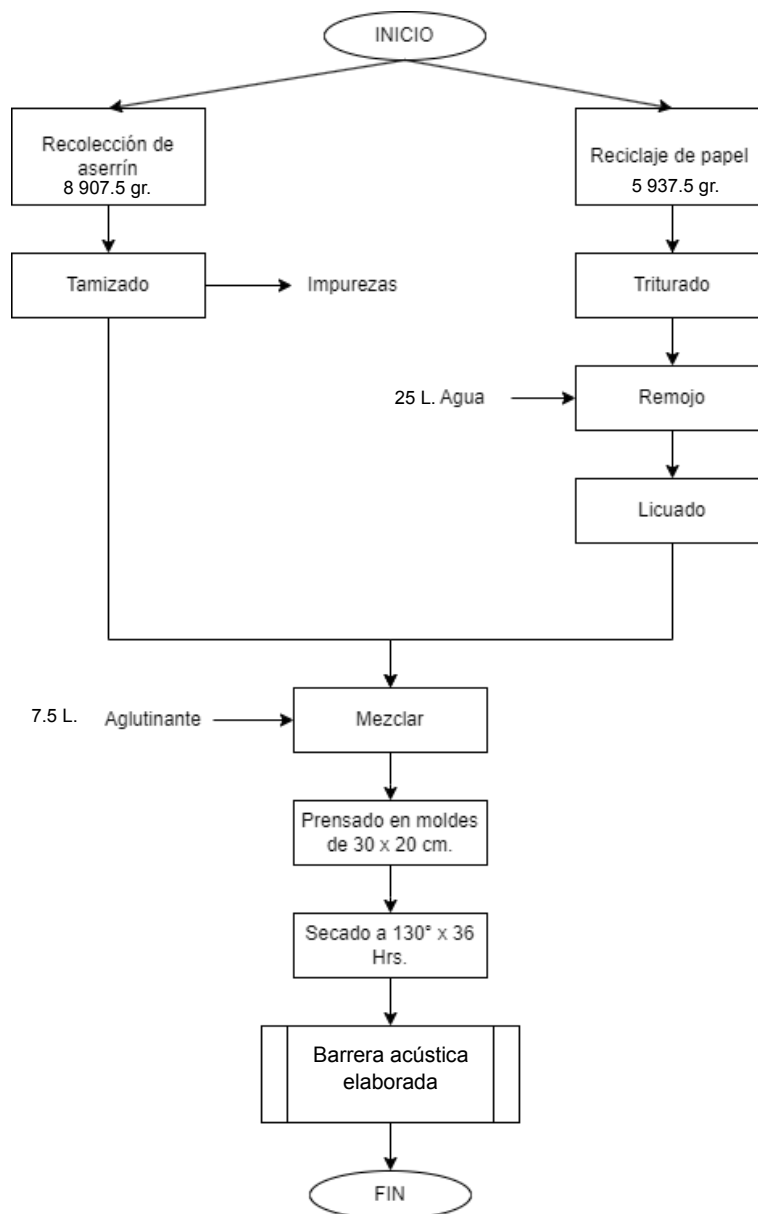 INICIO
Recolección de
aserrín
8 907.5 gr.
Reciclaje de papel
5 937.5 gr.
Tamizado
Impurezas
Triturado
25 L. Agua
Remojo
Licuado
7.5 L. Aglutinante
Mezclar
Prensado en moldes
de 30 x 20 cm.
Secado a 130° x 36
Hrs.
Barrera acústica
elaborada
FIN